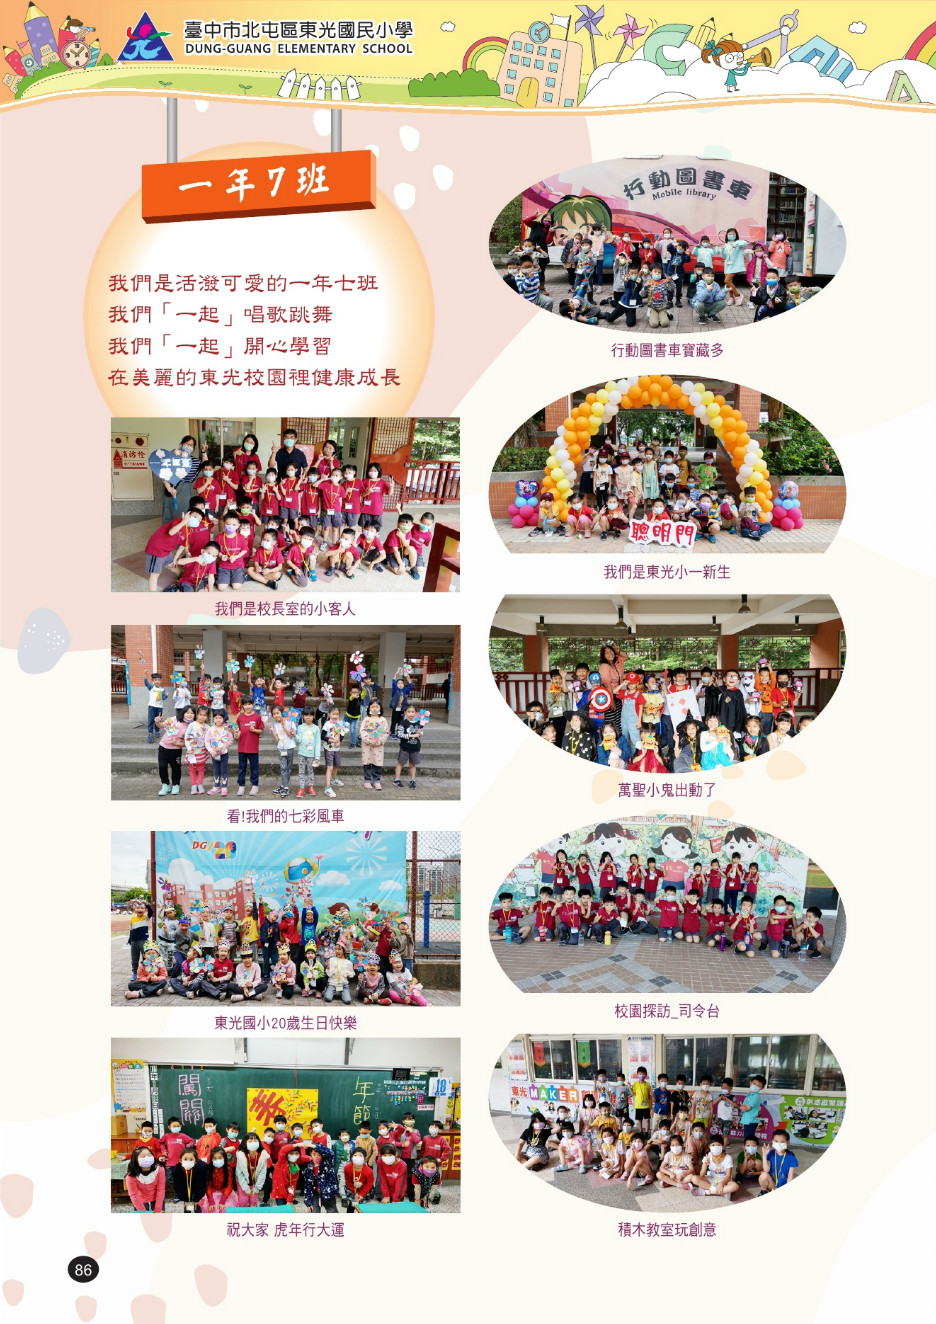 臺中市北屯區東光國民小學
DUNG-GUANG ELEMENTARY SCHOOL
一年7班
我們是活潑可愛的一年七班
我們「一起」唱歌跳舞
我們「一起」開心學習
在美麗的東光校園裡健康成長
消防栓
我們是校長室的小客人
看!我們的七彩風車
DG
東光國小20歲生日快樂
闖關
春
年節
18
祝大家 虎年行大運
行動圖書車
Mobile library
行動圖書車寶藏多
聰明門
我們是東光小一新生
萬聖小鬼出動了
校園探訪_司令台
東光
MAKER
積木教室玩創意
86